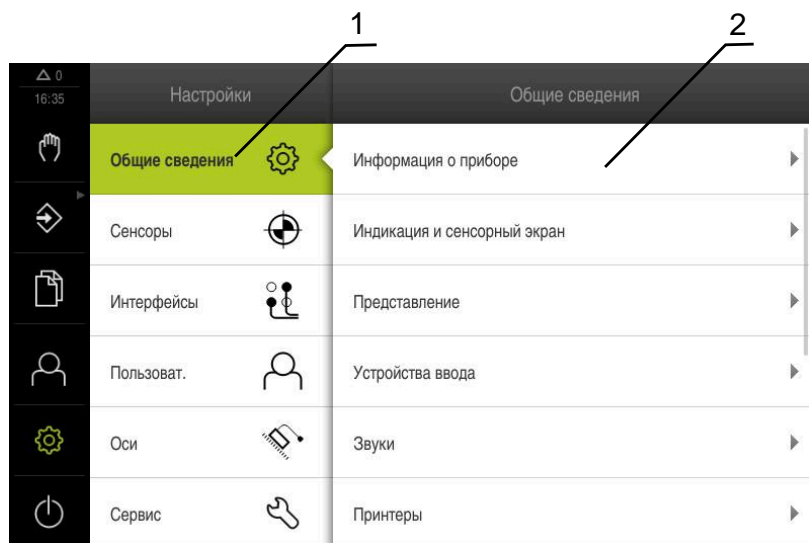 1
2
△ 0
16:35
Настройки
Общие сведения
Общие сведения
Информация о приборе
Сенсоры
Индикация и сенсорный экран
Интерфейсы
Представление
Пользоват.
Устройства ввода
Оси
Звуки
Сервис
Принтеры